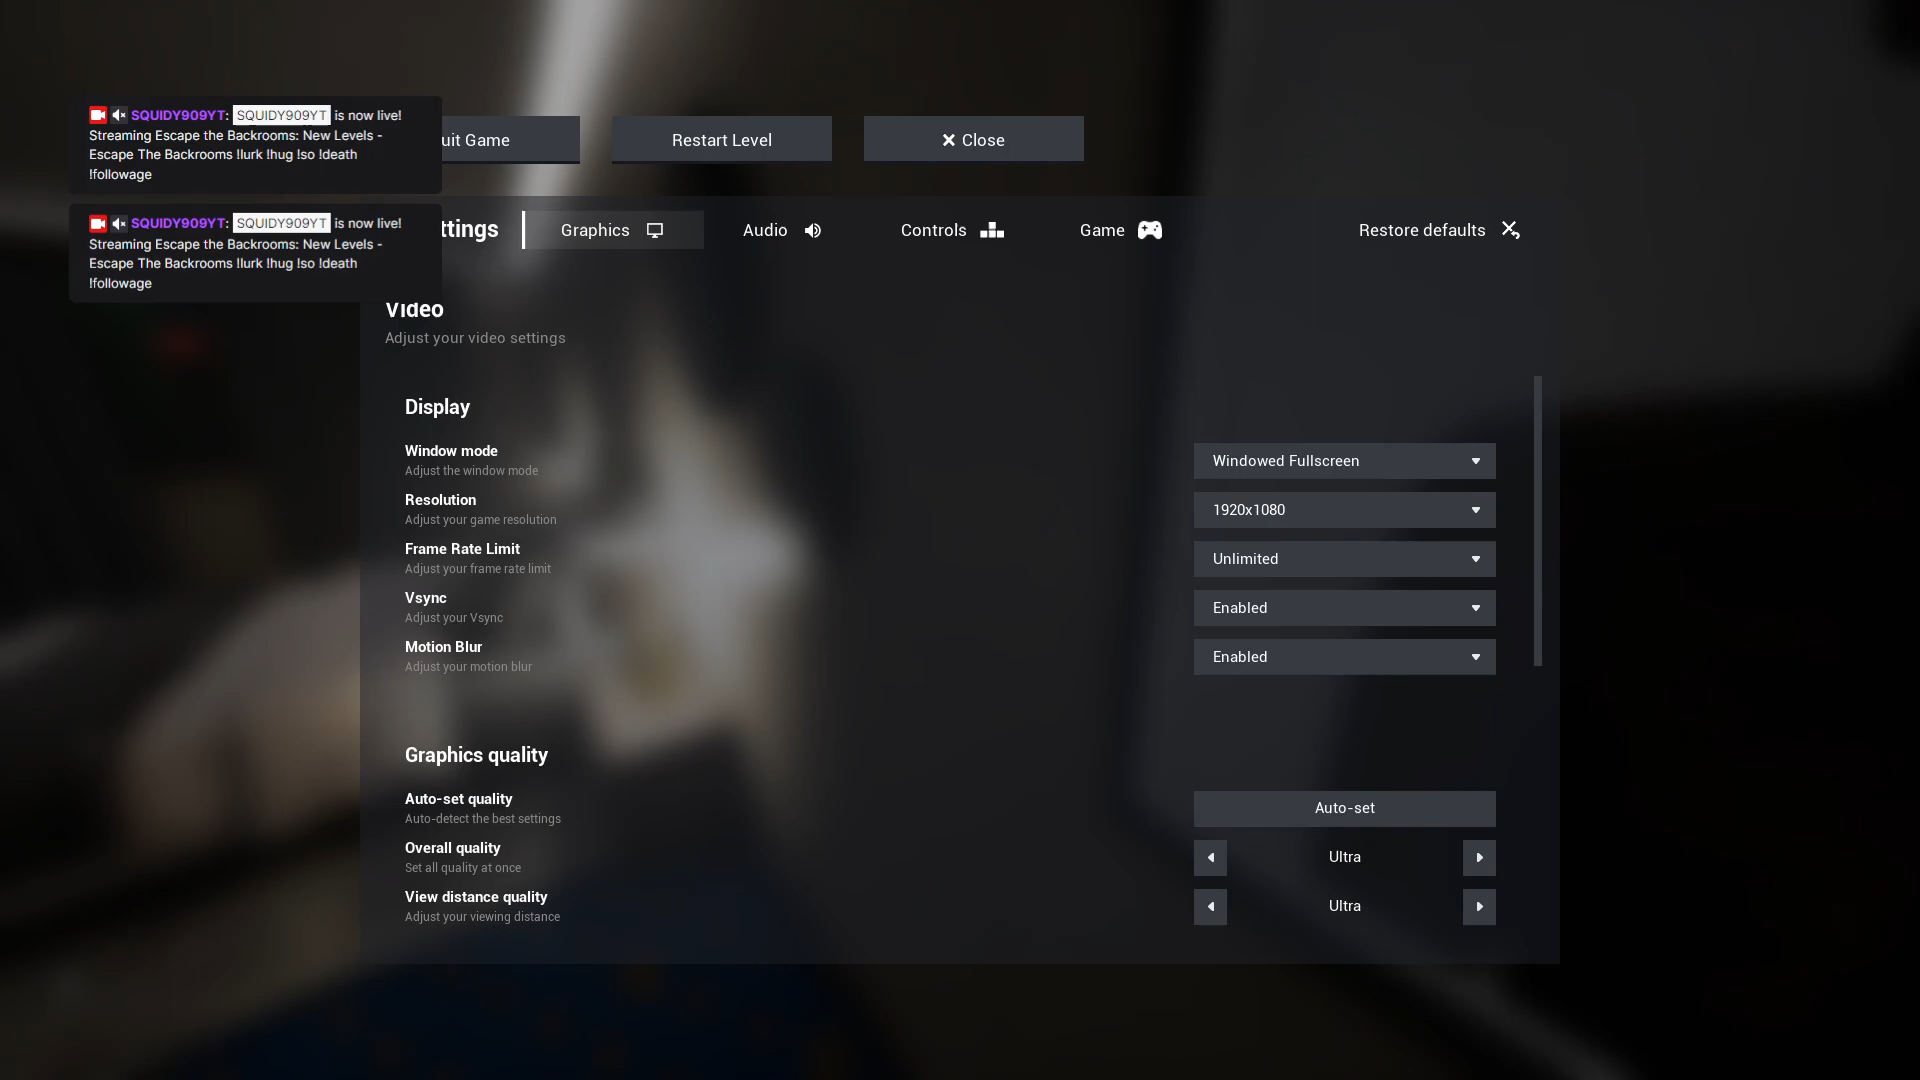 SQUIDY909YT: SQUIDY909YT is now live!
Streaming Escape the Backrooms: New Levels -
Escape The Backrooms !lurk !hug !so !death
!followage
uit Game
Restart Level
Close
SQUIDY909YT: SQUIDY909YT is now live!
Streaming Escape the Backrooms: New Levels -
Escape The Backrooms !lurk !hug !so !death
!followage
ttings
Graphics
Audio
Controls
Game
Restore defaults
Video
Adjust your video settings
Display
Window mode
Adjust the window mode
Windowed Fullscreen
Resolution
Adjust your game resolution
1920x1080
Frame Rate Limit
Adjust your frame rate limit
Unlimited
Vsync
Adjust your Vsync
Enabled
Motion Blur
Adjust your motion blur
Enabled
Graphics quality
Auto-set quality
Auto-detect the best settings
Auto-set
Overall quality
Set all quality at once
Ultra
View distance quality
Adjust your viewing distance
Ultra